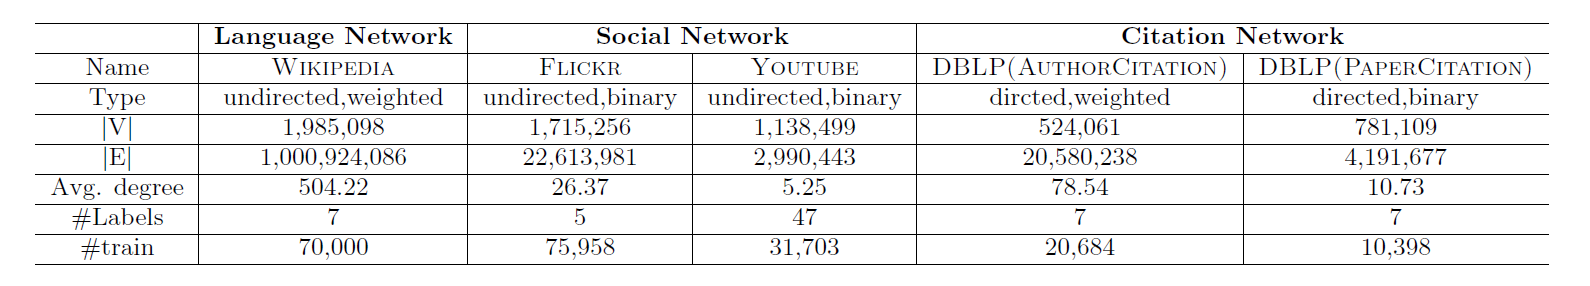 Language Network Social Network Citation Network
Name WIKIPEDIA FLICKR YOUTUBE DBLP(AUTHORCITATION) DBLP(PAPERCITATION)
Type undirected,weighted undirected,binary undirected,binary dircted,weighted directed,binary
|V| 1,985,098 1,715,256 1,138,499 524,061 781,109
|E| 1,000,924,086 22,613,981 2,990,443 20,580,238 4,191,677
Avg. degree 504.22 26.37 5.25 78.54 10.73
#Labels 7 5 47 7 7
#train 70,000 75,958 31,703 20,684 10,398